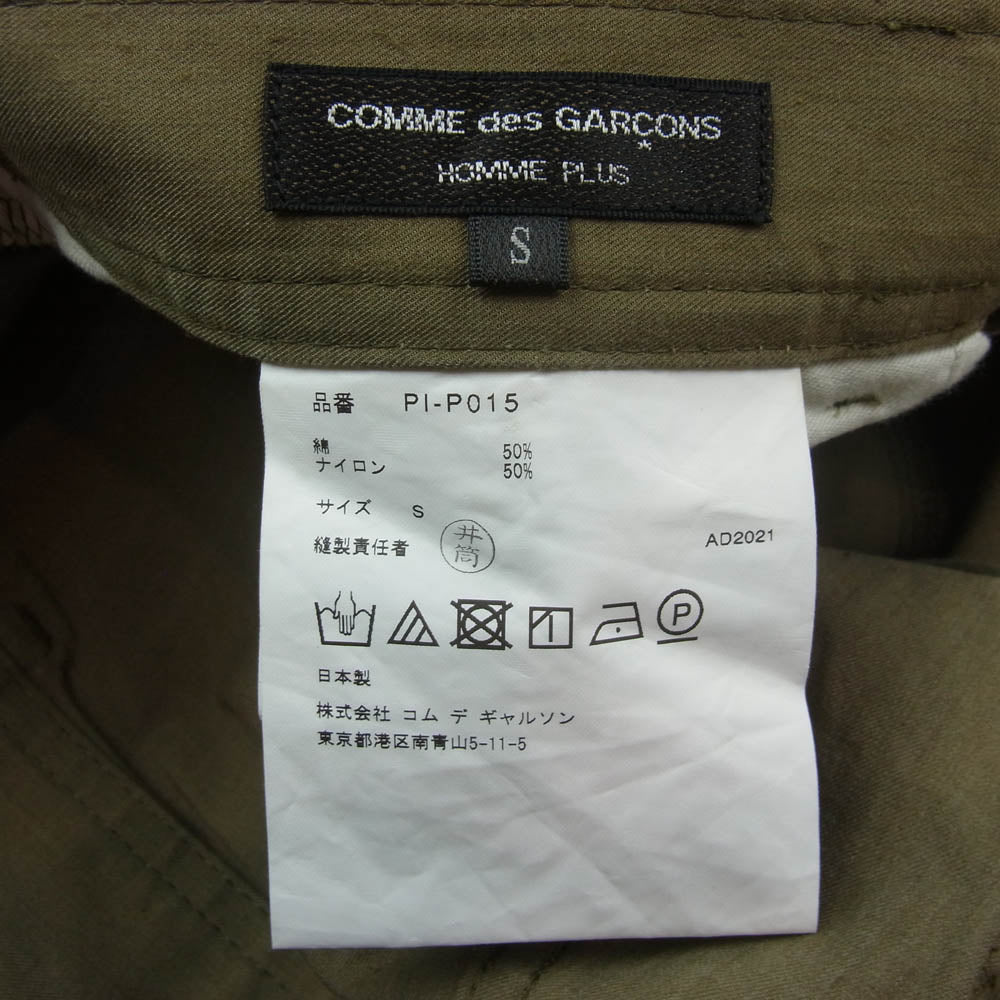 COMME des GARÇONS
HOMME PLUS
S
品番 PI-P015
綿 50%
ナイロン 50%
サイズ S
縫製責任者 井筒
AD2021
P
日本製
株式会社 コム デ ギャルソン
東京都港区南青山5-11-5